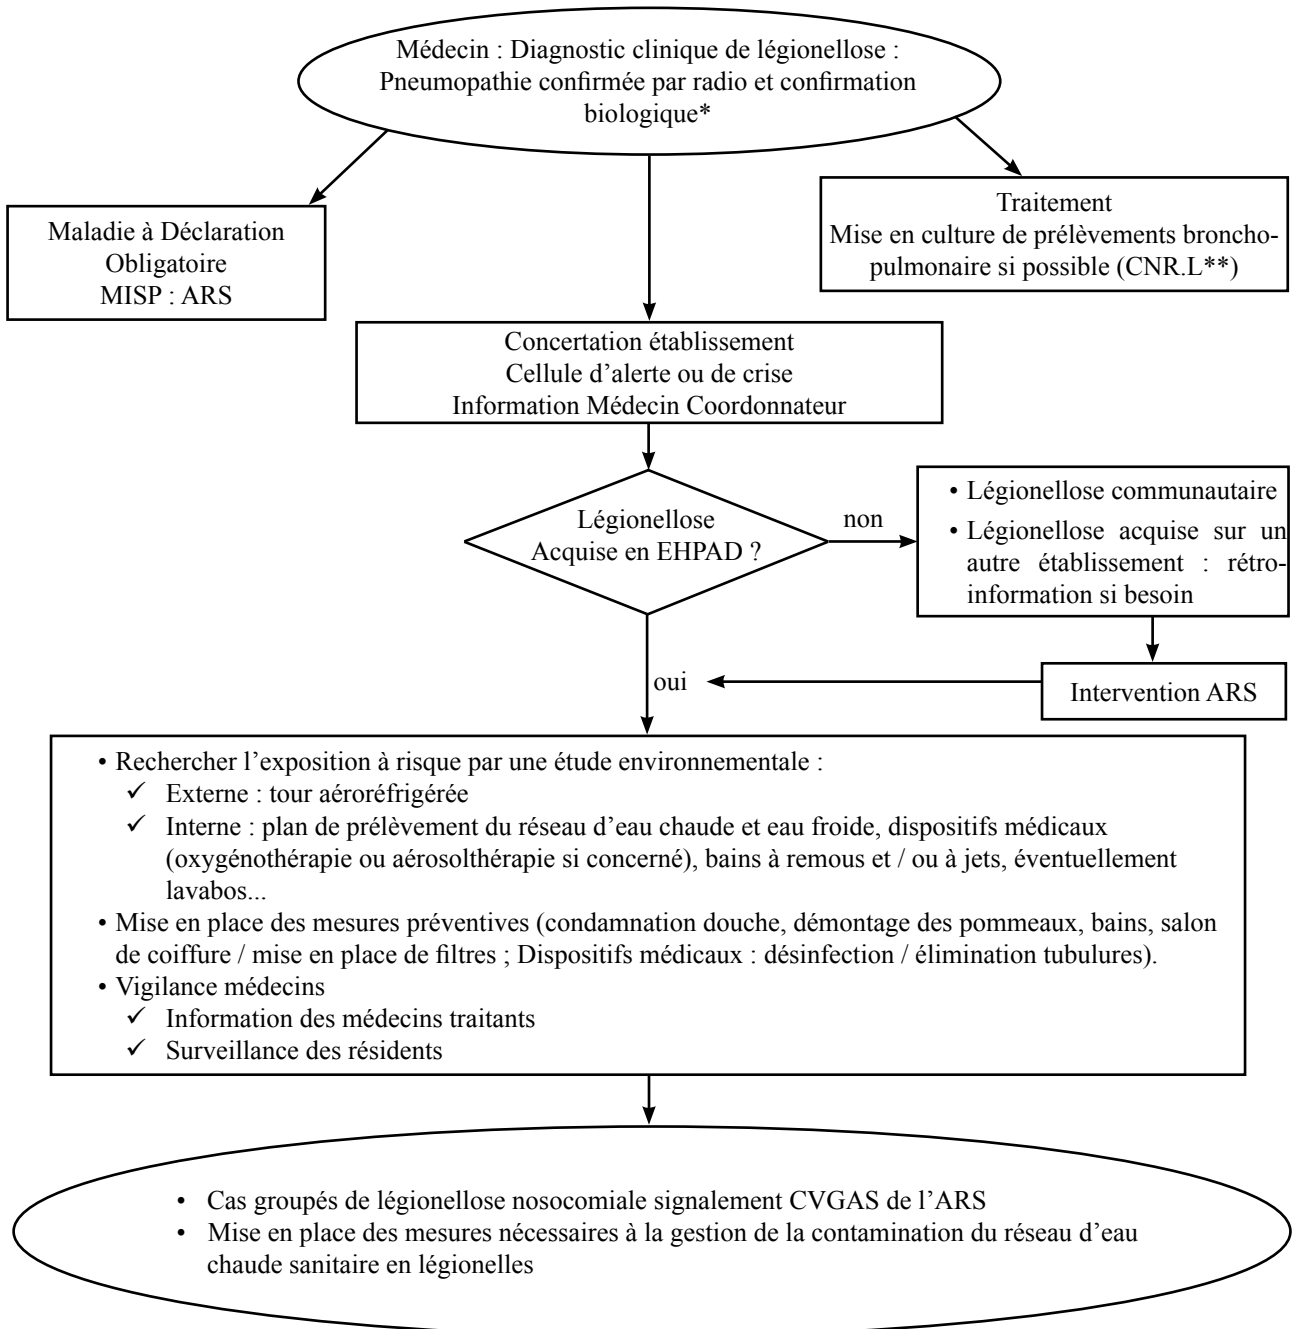 Médecin : Diagnostic clinique de légionellose :
Pneumopathie confirmée par radio et confirmation
biologique*
Maladie à Déclaration
Obligatoire
MISP : ARS
Traitement
Mise en culture de prélèvements broncho-
pulmonaire si possible (CNR.L**)
Concertation établissement
Cellule d’alerte ou de crise
Information Médecin Coordonnateur
Légionellose
Acquise en EHPAD ?
non
• Légionellose communautaire
• Légionellose acquise sur un
autre établissement : rétro-
information si besoin
oui
Intervention ARS
• Rechercher l’exposition à risque par une étude environnementale :
✓ Externe : tour aéroréfrigérée
✓ Interne : plan de prélèvement du réseau d’eau chaude et eau froide, dispositifs médicaux
(oxygénothérapie ou aérosolthérapie si concerné), bains à remous et / ou à jets, éventuellement
lavabos...
• Mise en place des mesures préventives (condamnation douche, démontage des pommeaux, bains, salon
de coiffure / mise en place de filtres ; Dispositifs médicaux : désinfection / élimination tubulures).
• Vigilance médecins
✓ Information des médecins traitants
✓ Surveillance des résidents
• Cas groupés de légionellose nosocomiale signalement CVGAS de l’ARS
• Mise en place des mesures nécessaires à la gestion de la contamination du réseau d’eau
chaude sanitaire en légionelles